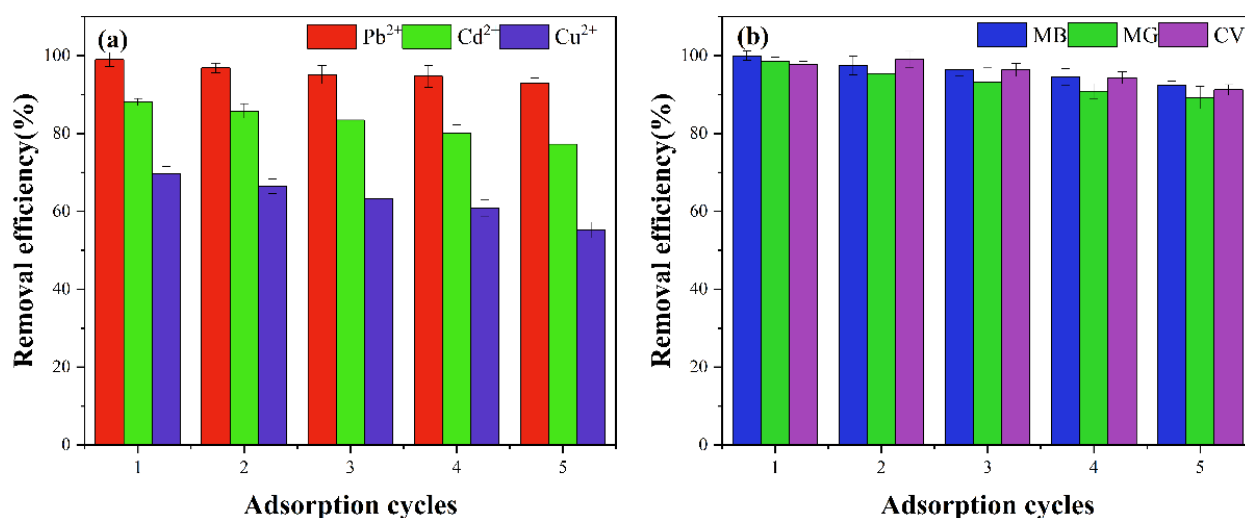 (a) Pb²⁺ Cd²⁺ Cu²⁺
100
80
60
40
20
0
Removal efficiency(%)
1 2 3 4 5
Adsorption cycles
(b) MB MG CV
100
80
60
40
20
0
Removal efficiency(%)
1 2 3 4 5
Adsorption cycles